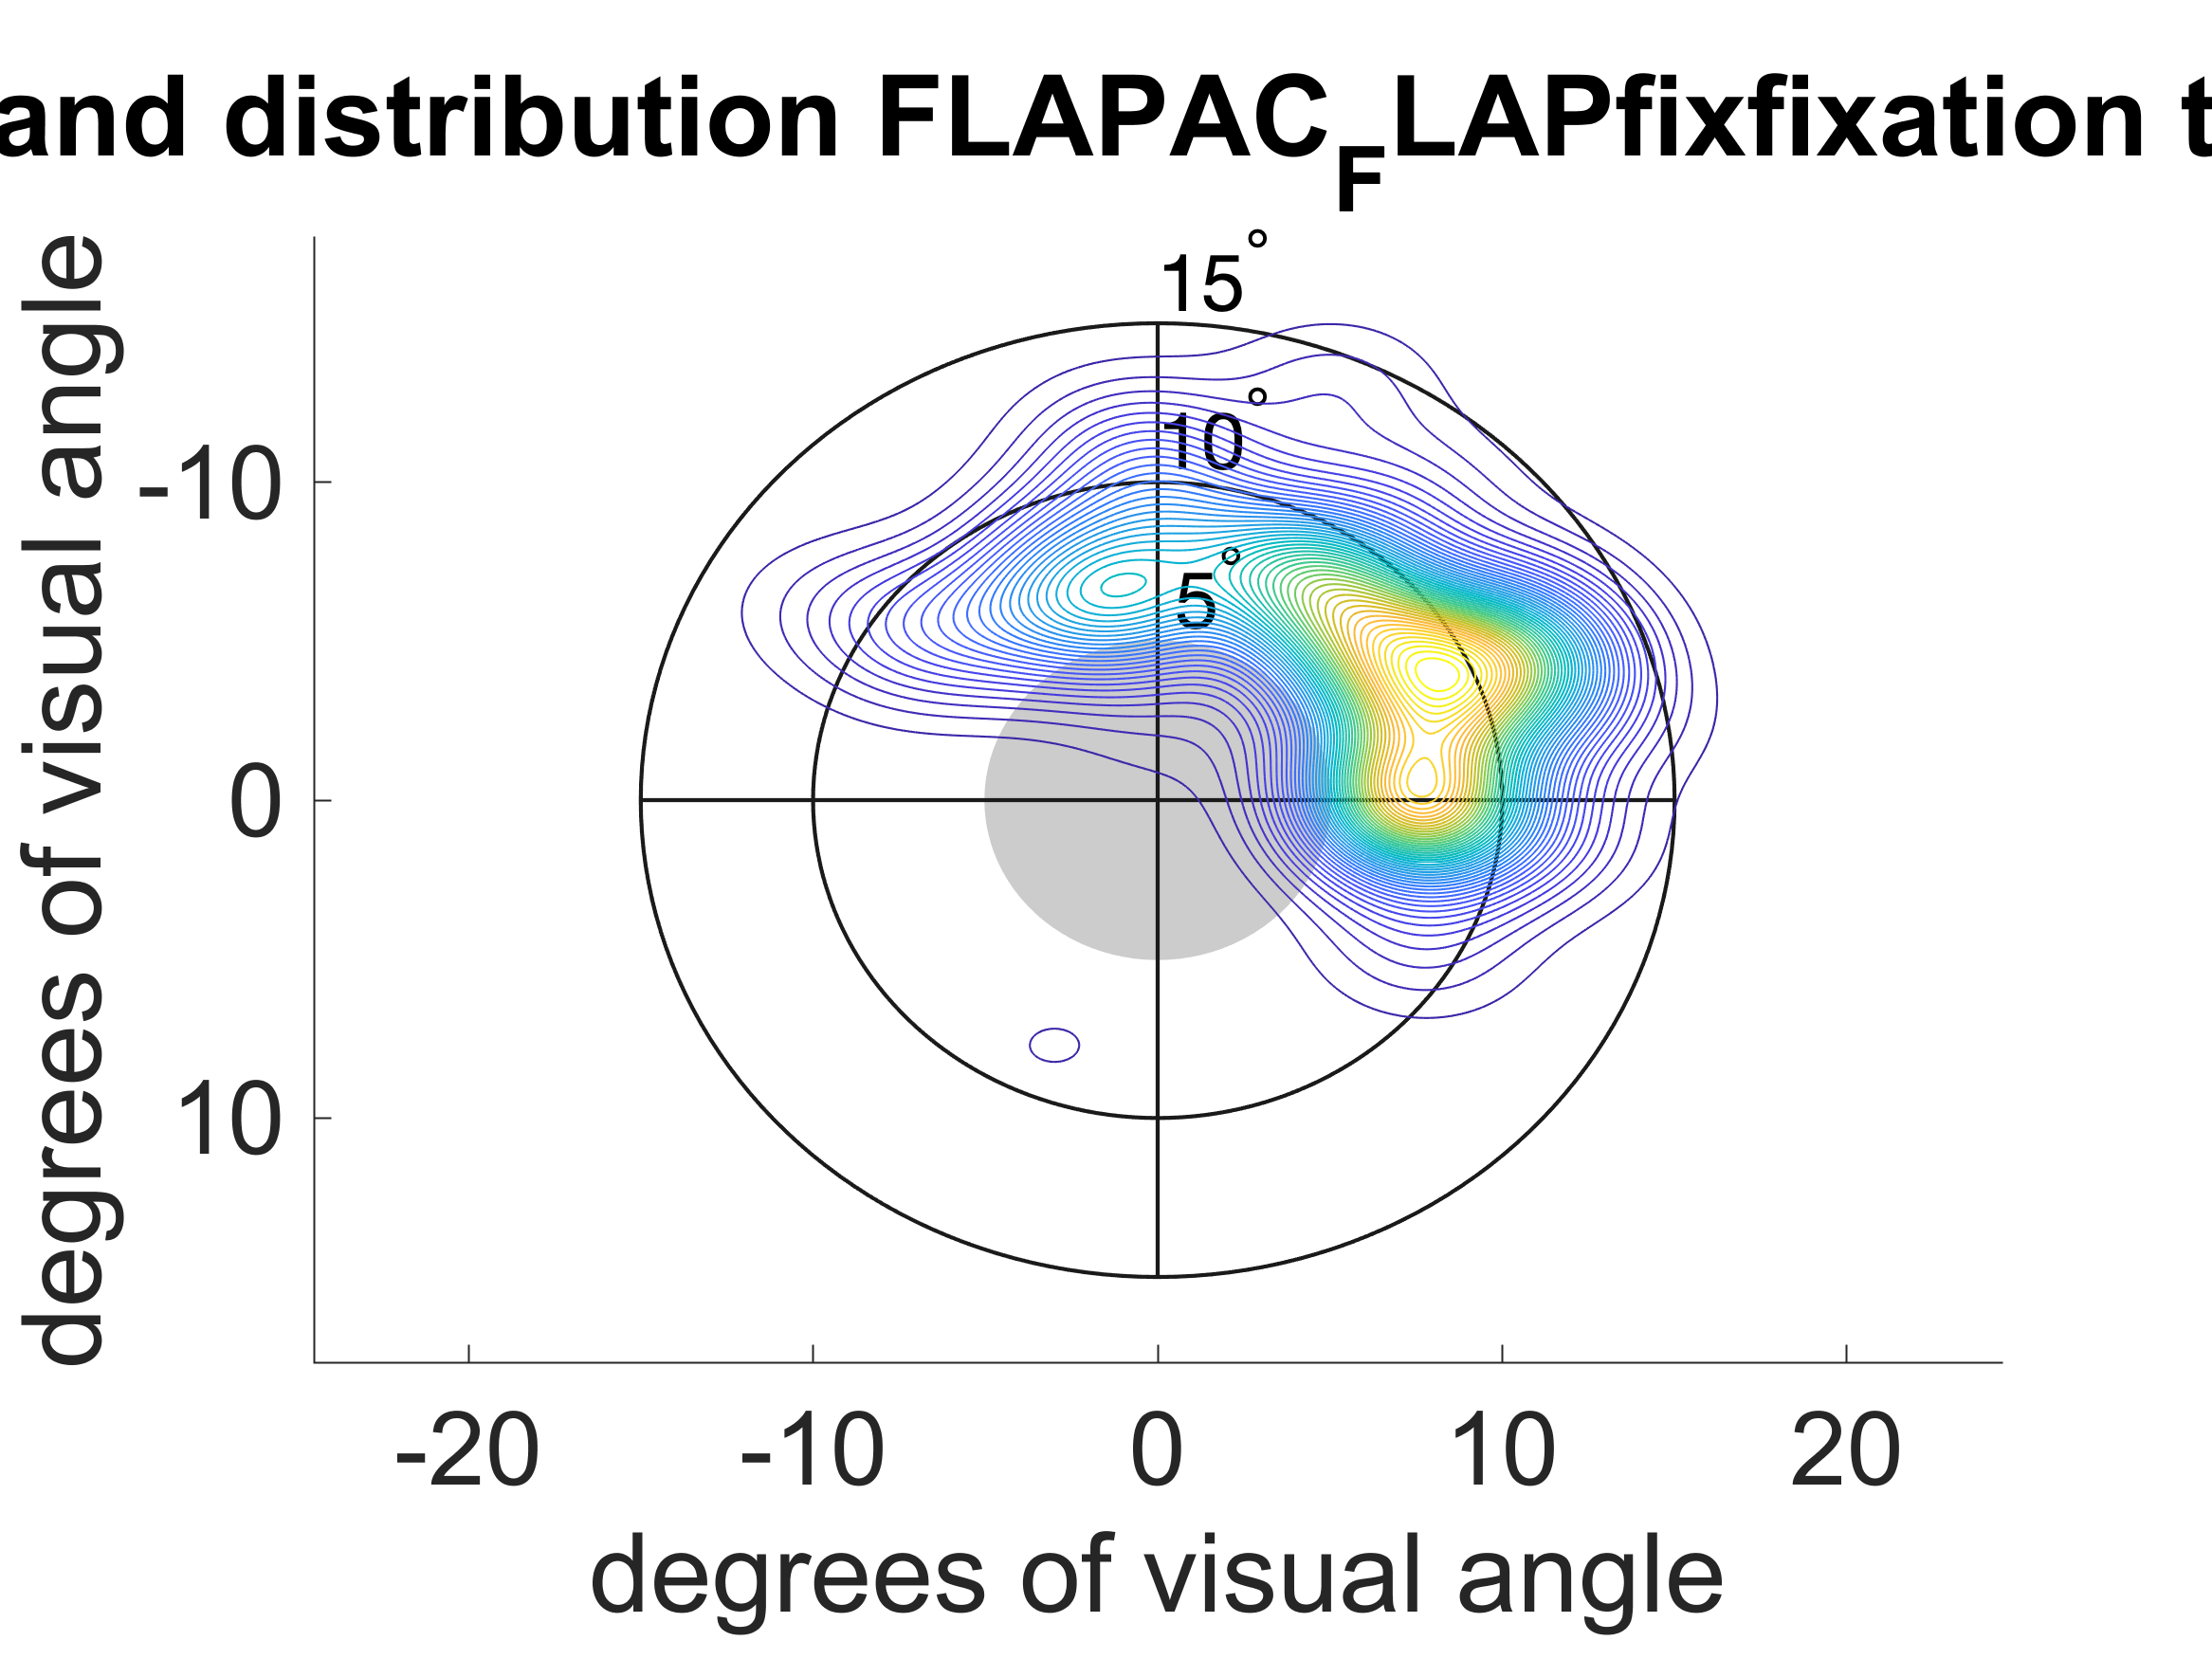 and distribution FLAPAC_FLAPfixfixation t
degrees of visual angle
15°
10°
5°
-10
0
10
-20 -10 0 10 20
degrees of visual angle